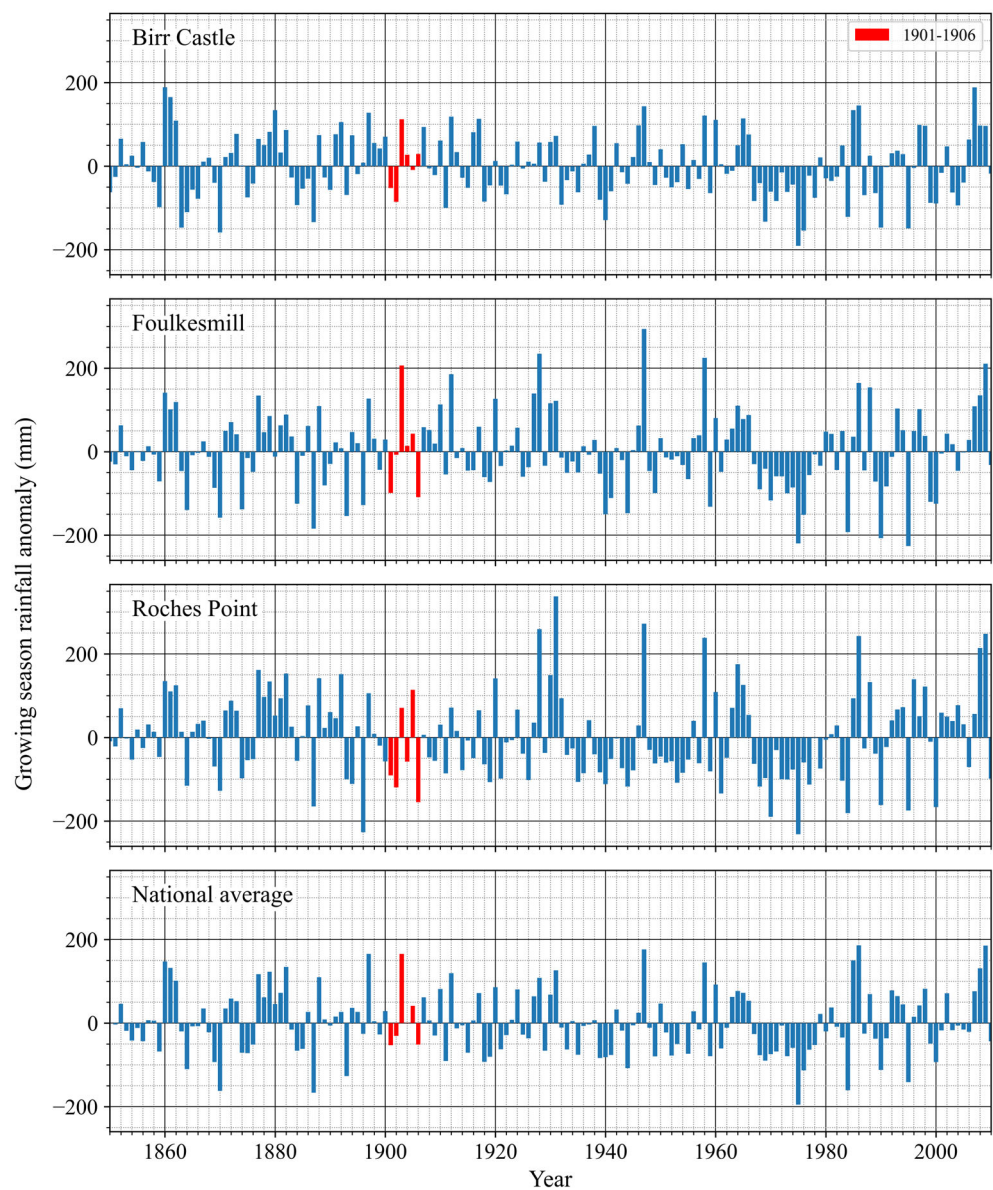 Birr Castle
1901-1906
200
0
−200
Foulkesmill
200
0
−200
Growing season rainfall anomaly (mm)
Roches Point
200
0
−200
National average
200
0
−200
1860 1880 1900 1920 1940 1960 1980 2000
Year